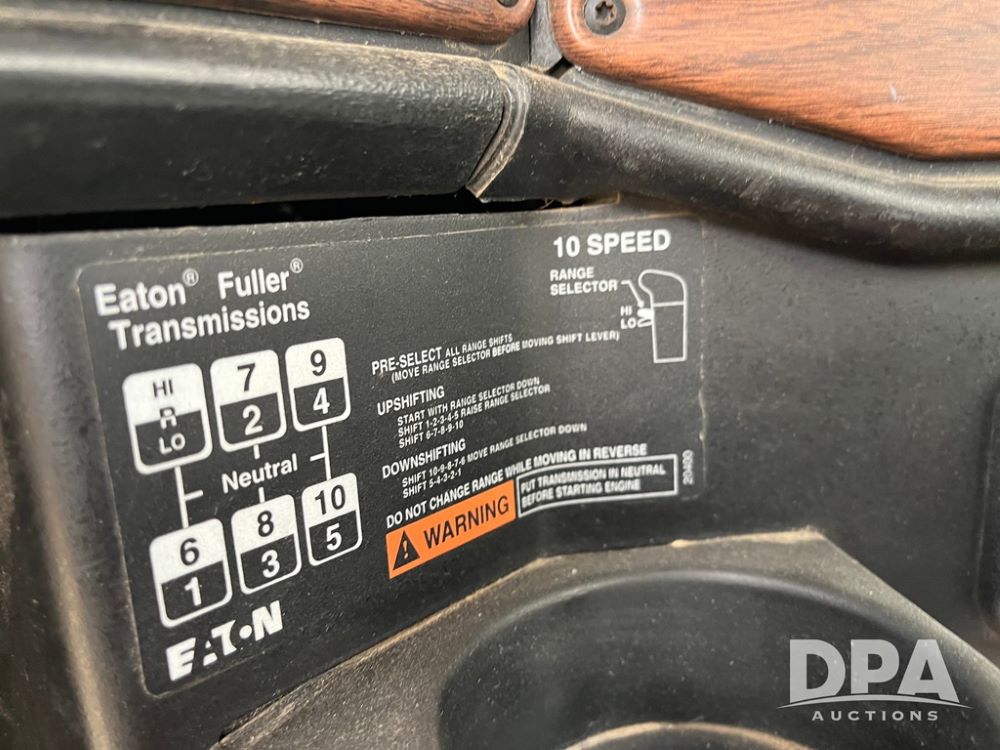 Eaton® Fuller®
Transmissions
10 SPEED
RANGE
SELECTOR
HI
LO
HI
R
LO
7
2
9
4
Neutral
6
1
8
3
10
5
EATON
PRE-SELECT ALL RANGE SHIFTS
(MOVE RANGE SELECTOR BEFORE MOVING SHIFT LEVER)
UPSHIFTING
START WITH RANGE SELECTOR DOWN
SHIFT 1-2-3-4-5 RAISE RANGE SELECTOR
SHIFT 6-7-8-9-10
DOWNSHIFTING
SHIFT 10-9-8-7-6 MOVE RANGE SELECTOR DOWN
SHIFT 5-4-3-2-1
DO NOT CHANGE RANGE WHILE MOVING IN REVERSE
WARNING
PUT TRANSMISSION IN NEUTRAL
BEFORE STARTING ENGINE
20400
DPA
AUCTIONS